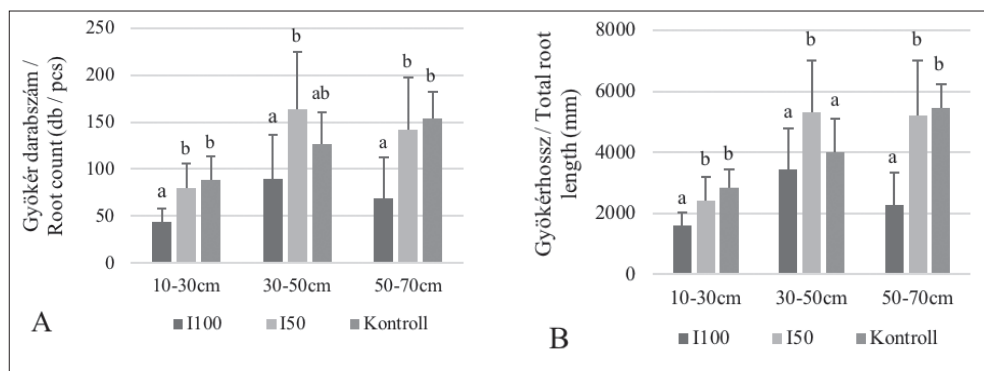 Gyökér darabszám /
Root count (db / pcs)
250
200
150
100
50
0
a
b
b
a
b
ab
a
b
b
10-30cm
30-50cm
50-70cm
A
I100
I50
Kontroll
Gyökérhossz / Total root
length (mm)
8000
6000
4000
2000
0
a
b
b
a
b
a
a
b
b
10-30cm
30-50cm
50-70cm
B
I100
I50
Kontroll